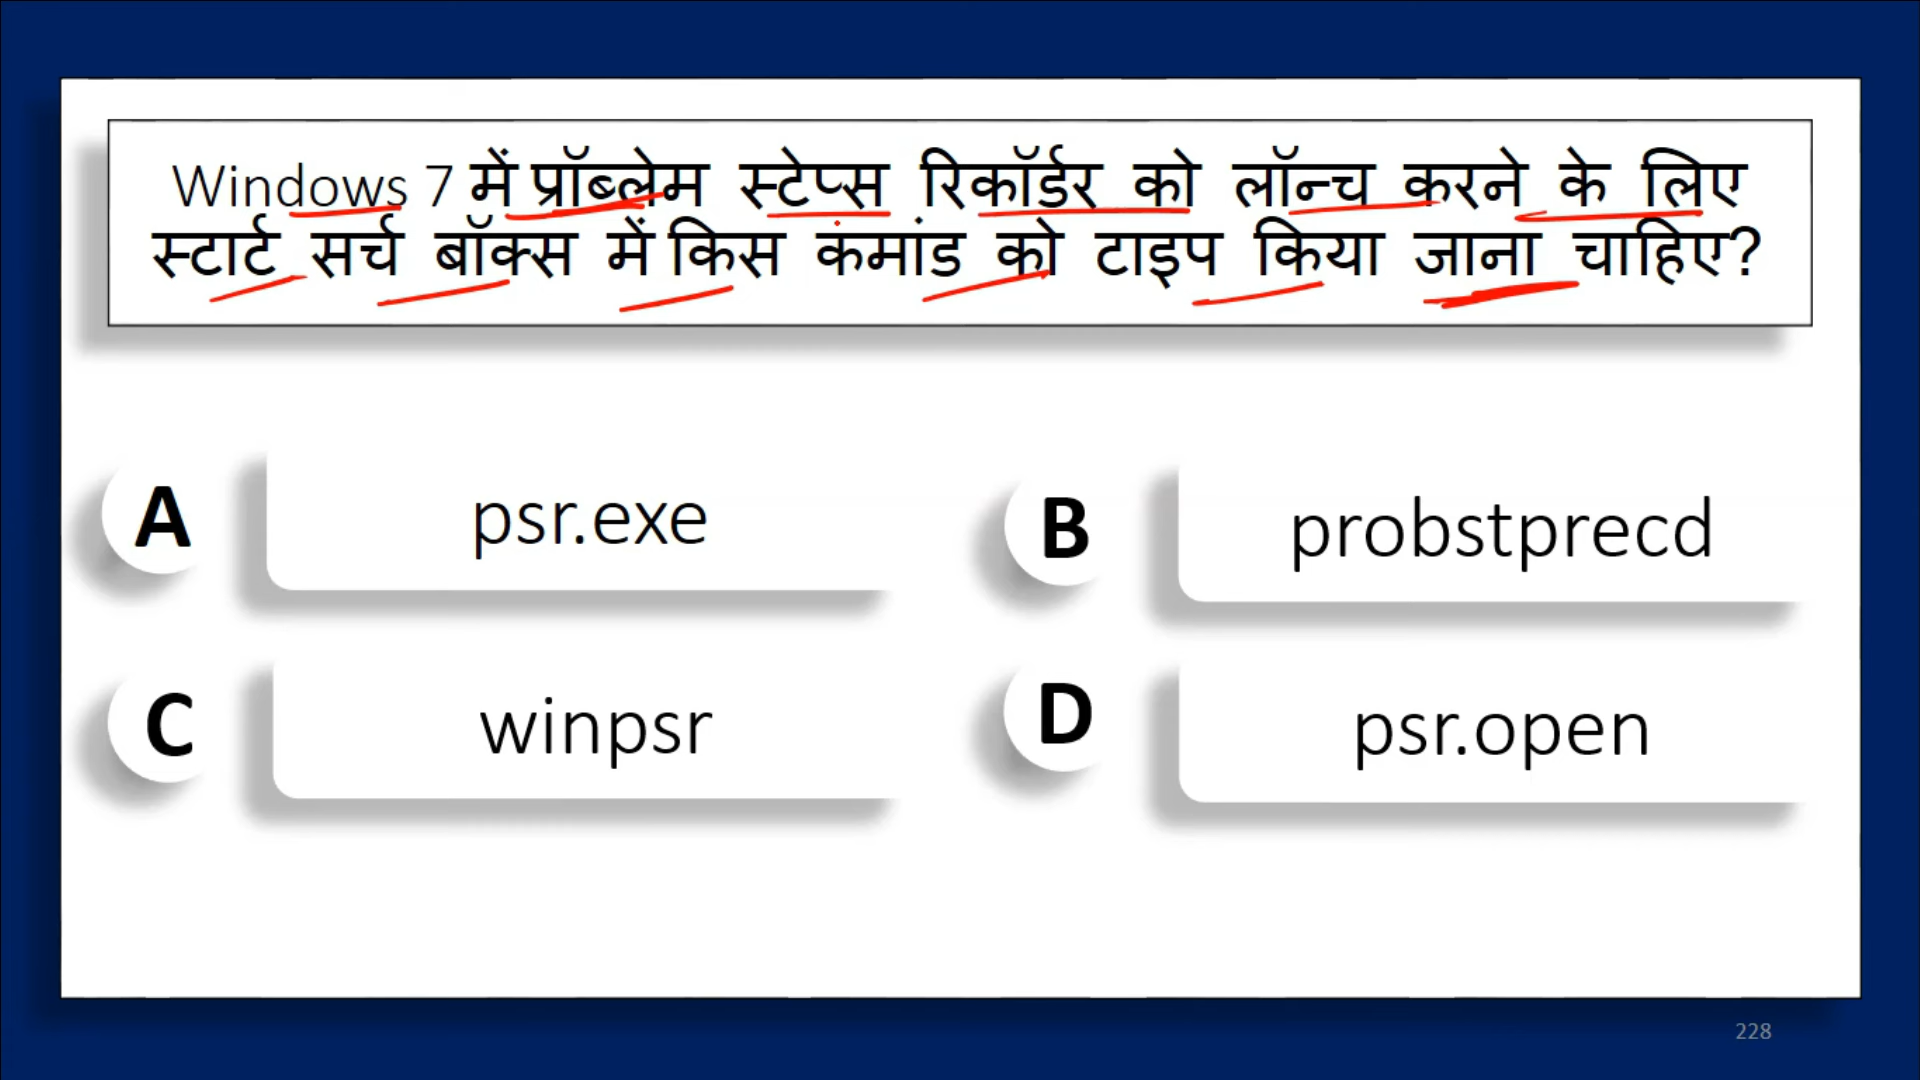 Windows 7 में प्रॉब्लेम स्टेप्स रिकॉर्डर को लॉन्च करने के लिए
स्टार्ट सर्च बॉक्स में किस कमांड को टाइप किया जाना चाहिए?
A psr.exe
B probstprecd
C winpsr
D psr.open
228